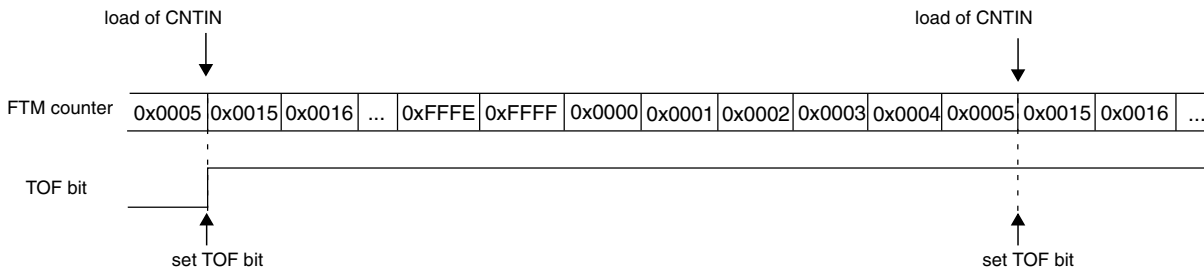 load of CNTIN load of CNTIN
FTM counter 0x0005 0x0015 0x0016 ... 0xFFFE 0xFFFF 0x0000 0x0001 0x0002 0x0003 0x0004 0x0005 0x0015 0x0016 ...
TOF bit
set TOF bit set TOF bit